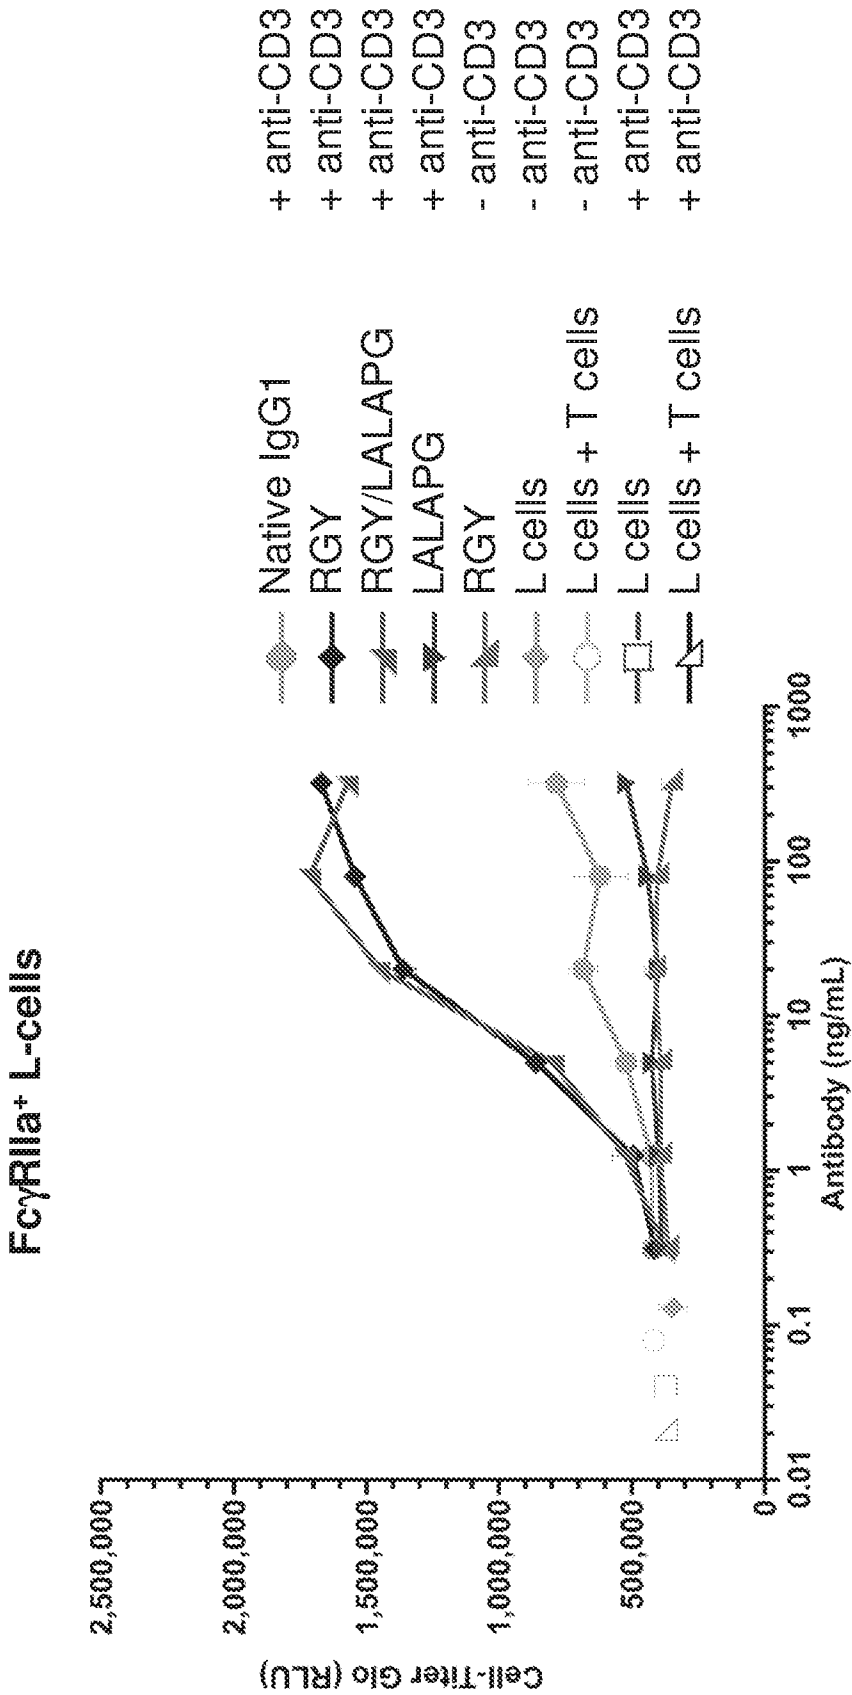 FcγRIIa⁺ L-cells
Cell-Titer Glo (RLU)
2,500,000
2,000,000
1,500,000
1,000,000
500,000
0
0.01
0.1
1
10
100
1000
Antibody (ng/mL)
Native IgG1 + anti-CD3
RGY + anti-CD3
RGY/LALAPG + anti-CD3
LALAPG + anti-CD3
RGY - anti-CD3
L cells - anti-CD3
L cells + T cells - anti-CD3
L cells + anti-CD3
L cells + T cells + anti-CD3